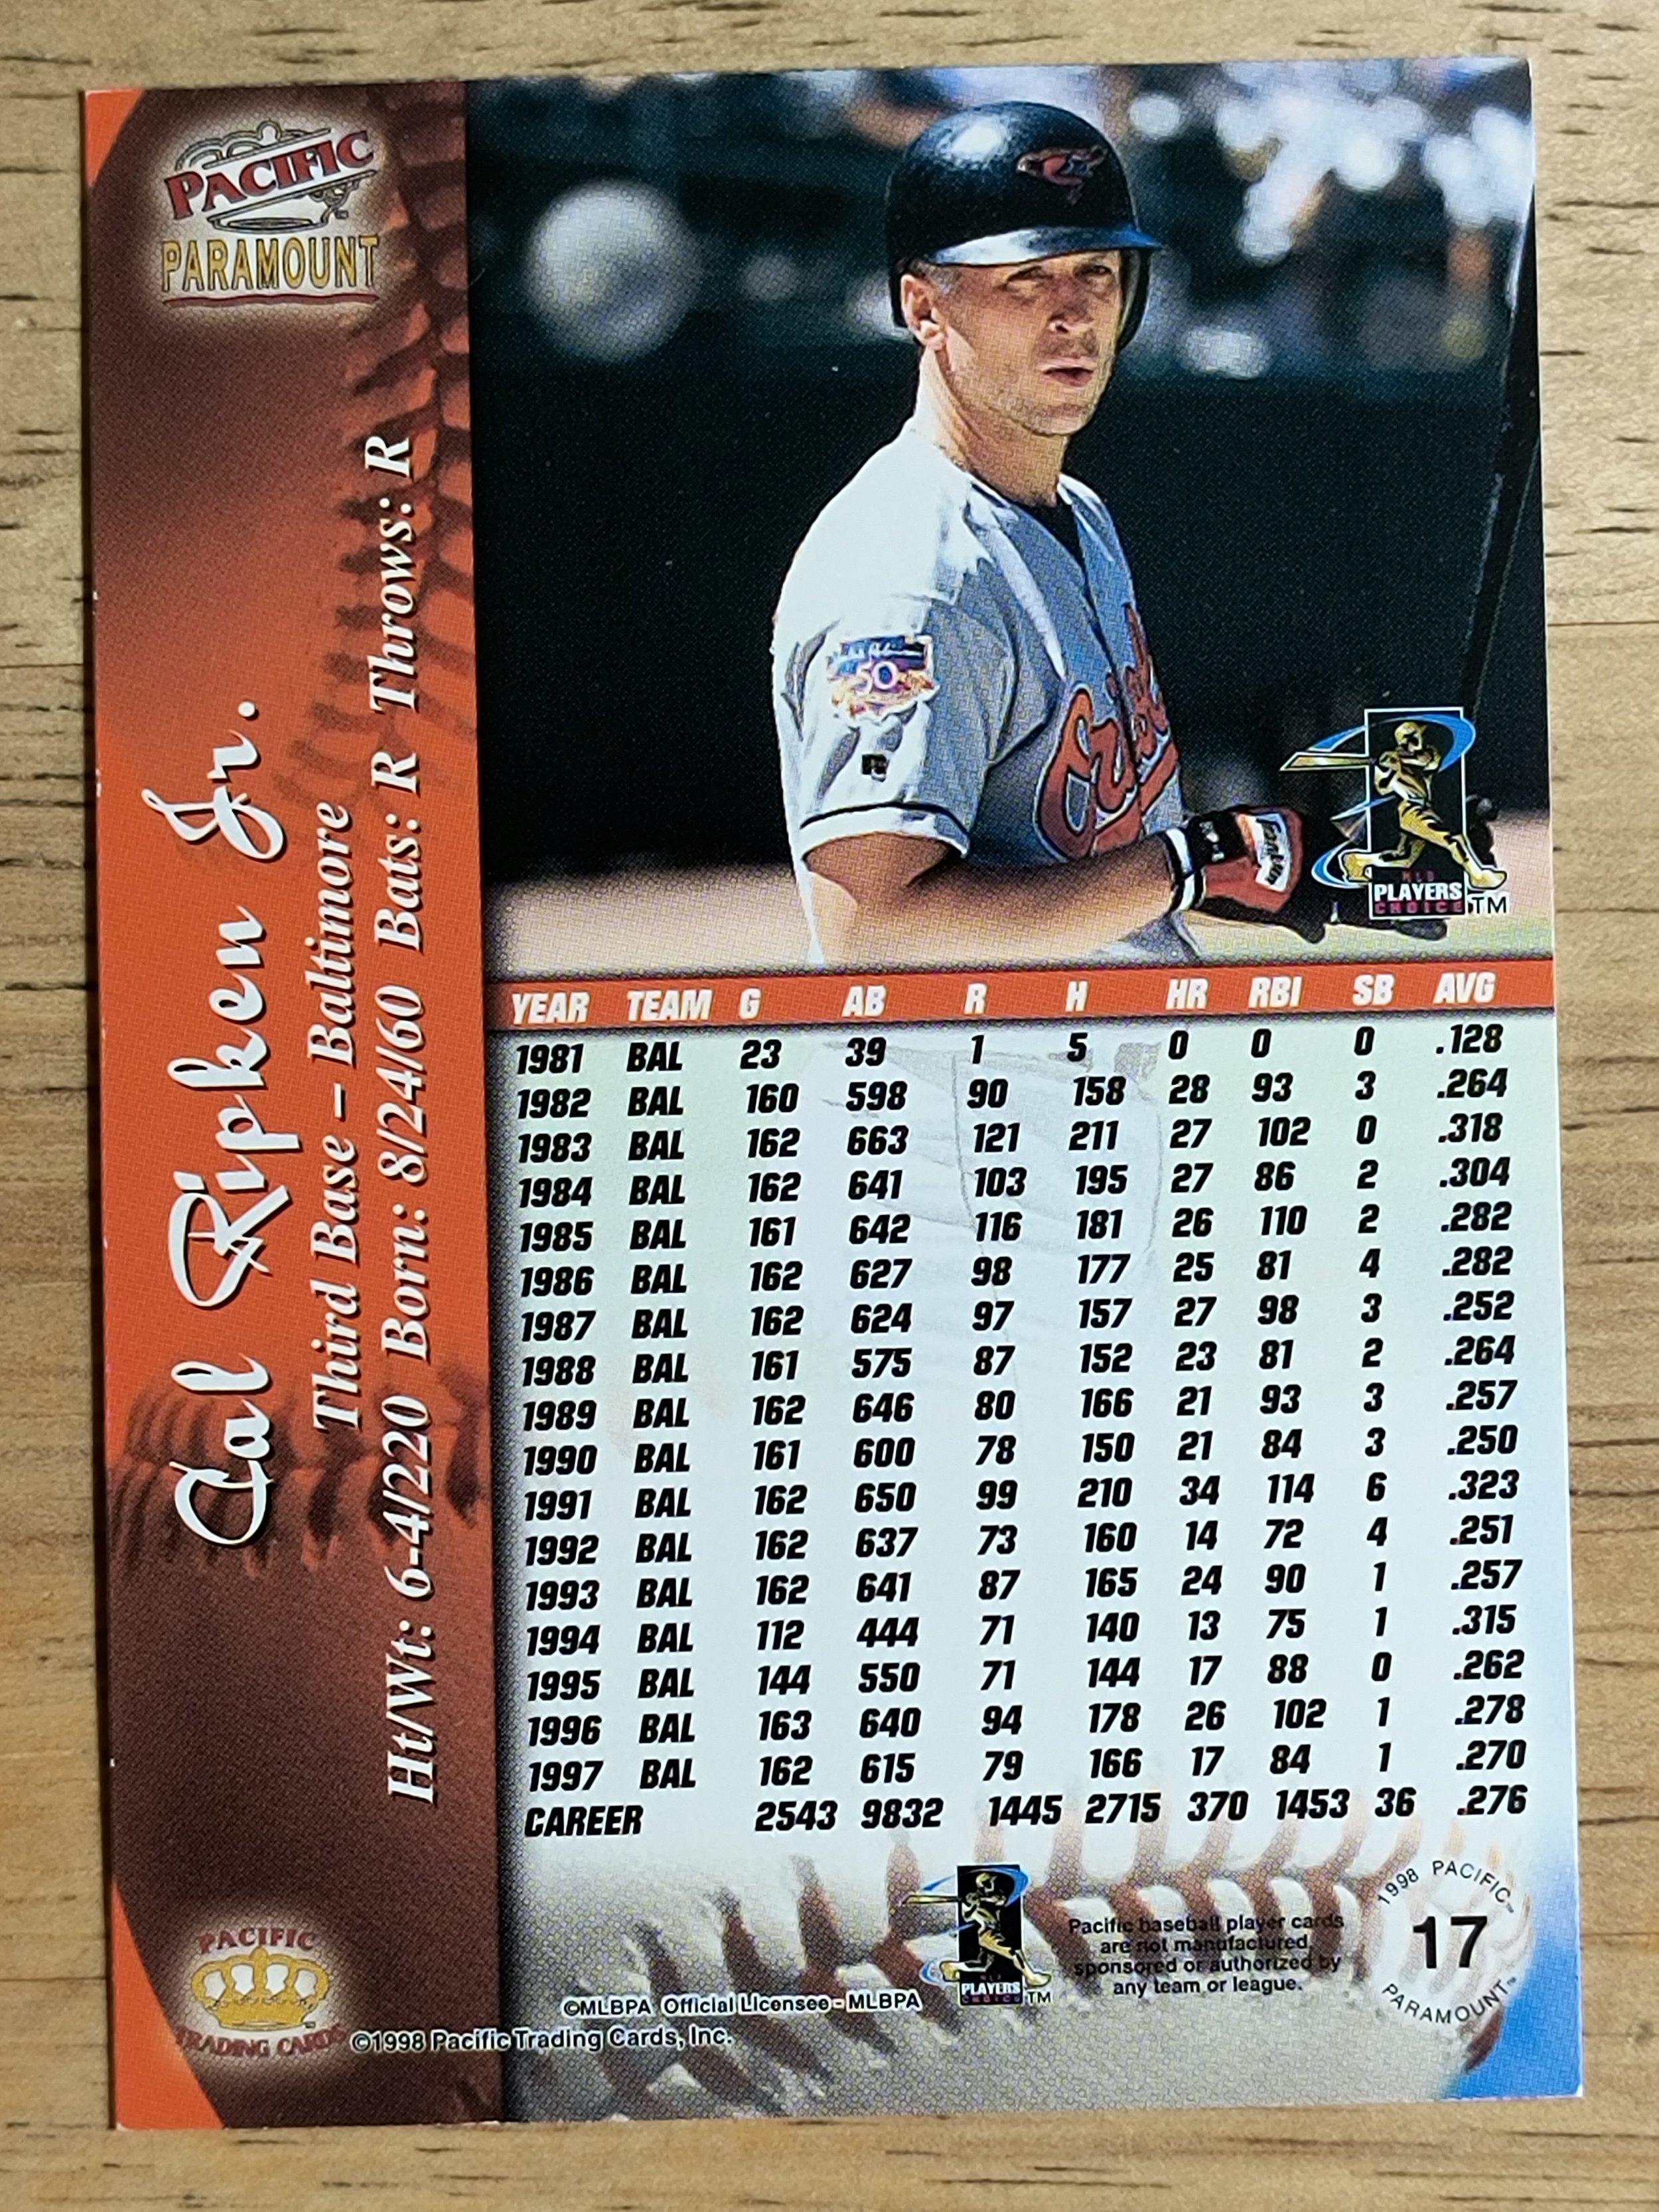 PACIFIC
PARAMOUNT
Cal Ripken Jr.
Third Base – Baltimore
Ht/Wt: 6-4/220 Born: 8/24/60 Bats: R Throws: R
50
Orioles
PLAYERS
CHOICE TM
YEAR TEAM G AB R H HR RBI SB AVG
1981 BAL 23 39 1 5 0 0 0 .128
1982 BAL 160 598 90 158 28 93 3 .264
1983 BAL 162 663 121 211 27 102 0 .318
1984 BAL 162 641 103 195 27 86 2 .304
1985 BAL 161 642 116 181 26 110 2 .282
1986 BAL 162 627 98 177 25 81 4 .282
1987 BAL 162 624 97 157 27 98 3 .252
1988 BAL 161 575 87 152 23 81 2 .264
1989 BAL 162 646 80 166 21 93 3 .257
1990 BAL 161 600 78 150 21 84 3 .250
1991 BAL 162 650 99 210 34 114 6 .323
1992 BAL 162 637 73 160 14 72 4 .251
1993 BAL 162 641 87 165 24 90 1 .257
1994 BAL 112 444 71 140 13 75 1 .315
1995 BAL 144 550 71 144 17 88 0 .262
1996 BAL 163 640 94 178 26 102 1 .278
1997 BAL 162 615 79 166 17 84 1 .270
CAREER 2543 9832 1445 2715 370 1453 36 .276
PACIFIC
TRADING CARDS
©MLBPA Official Licensee - MLBPA
©1998 Pacific Trading Cards, Inc.
PLAYERS
CHOICE TM
Pacific baseball player cards
are not manufactured,
sponsored or authorized by
any team or league.
1998 PACIFIC™
17
PARAMOUNT™